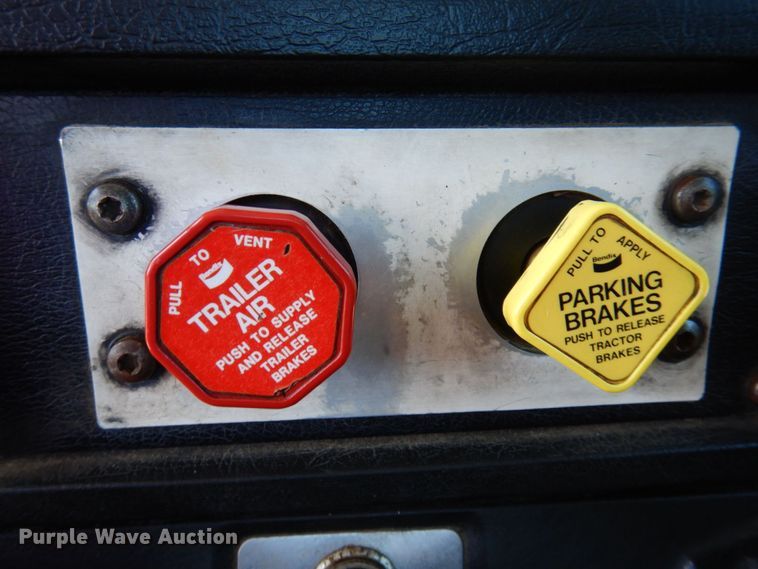 PULL TO VENT
TRAILER
AIR
PUSH TO SUPPLY
AND RELEASE
TRAILER
BRAKES
PULL TO APPLY
Bendix
PARKING
BRAKES
PUSH TO RELEASE
TRACTOR
BRAKES
Purple Wave Auction